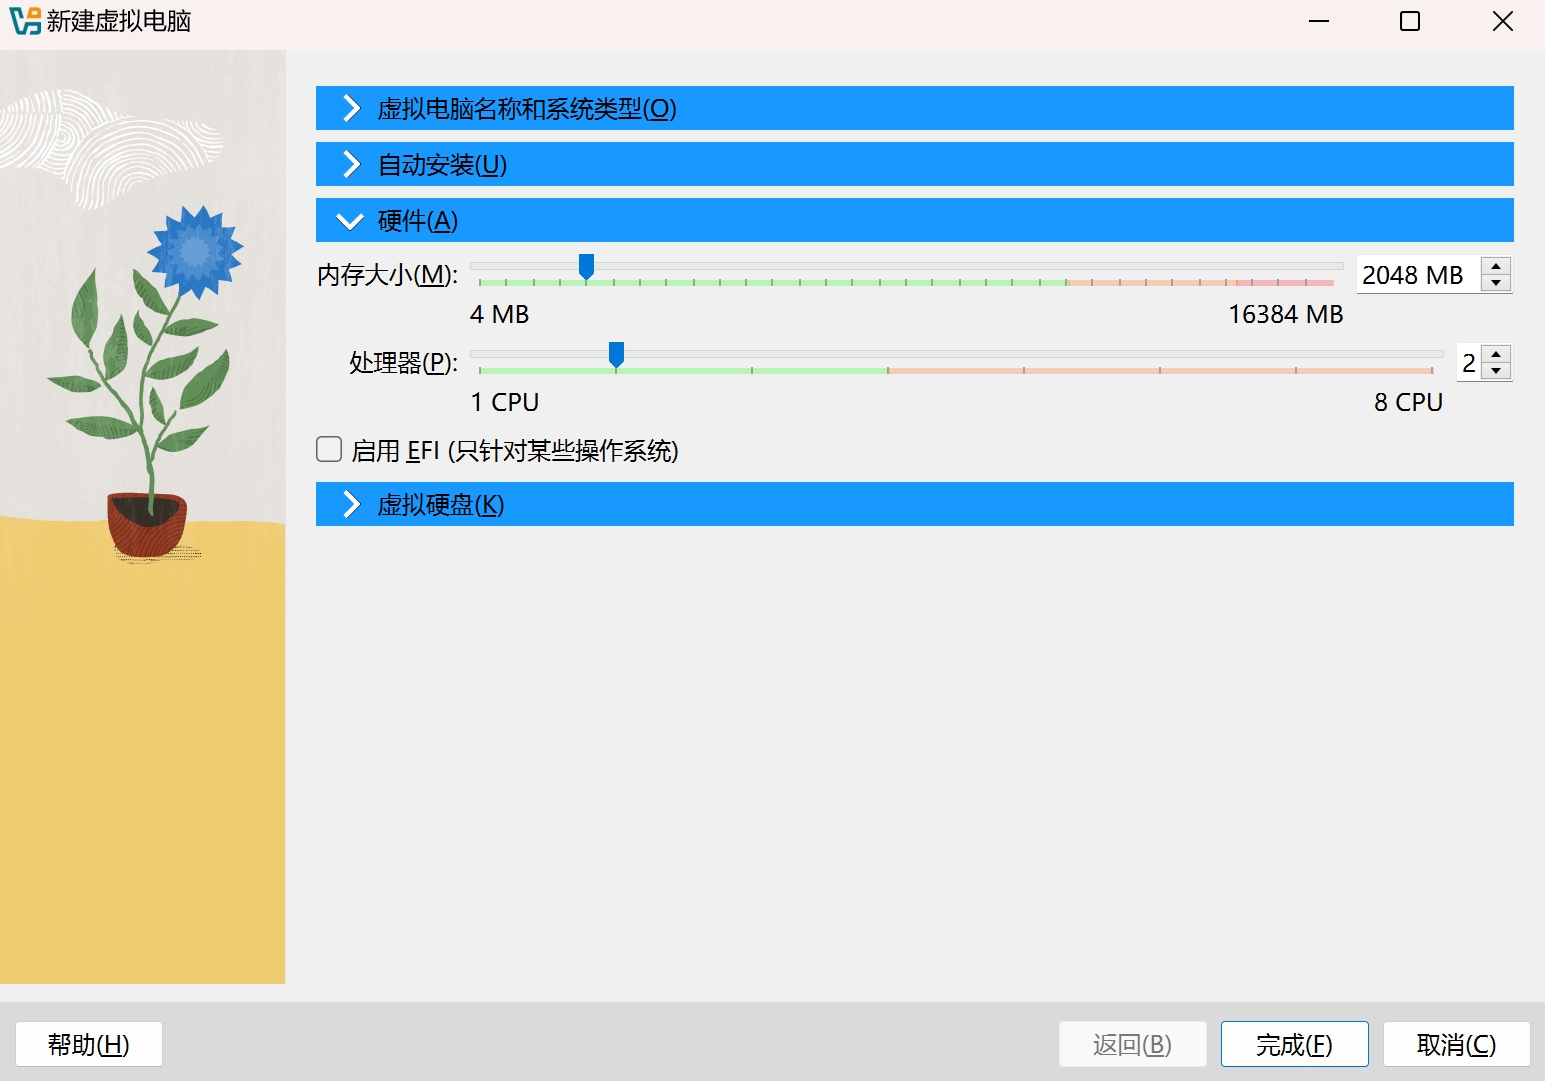 新建虚拟电脑
虚拟电脑名称和系统类型(O)
自动安装(U)
硬件(A)
内存大小(M):
2048 MB
4 MB
16384 MB
处理器(P):
2
1 CPU
8 CPU
启用 EFI (只针对某些操作系统)
虚拟硬盘(K)
帮助(H)
返回(B)
完成(F)
取消(C)